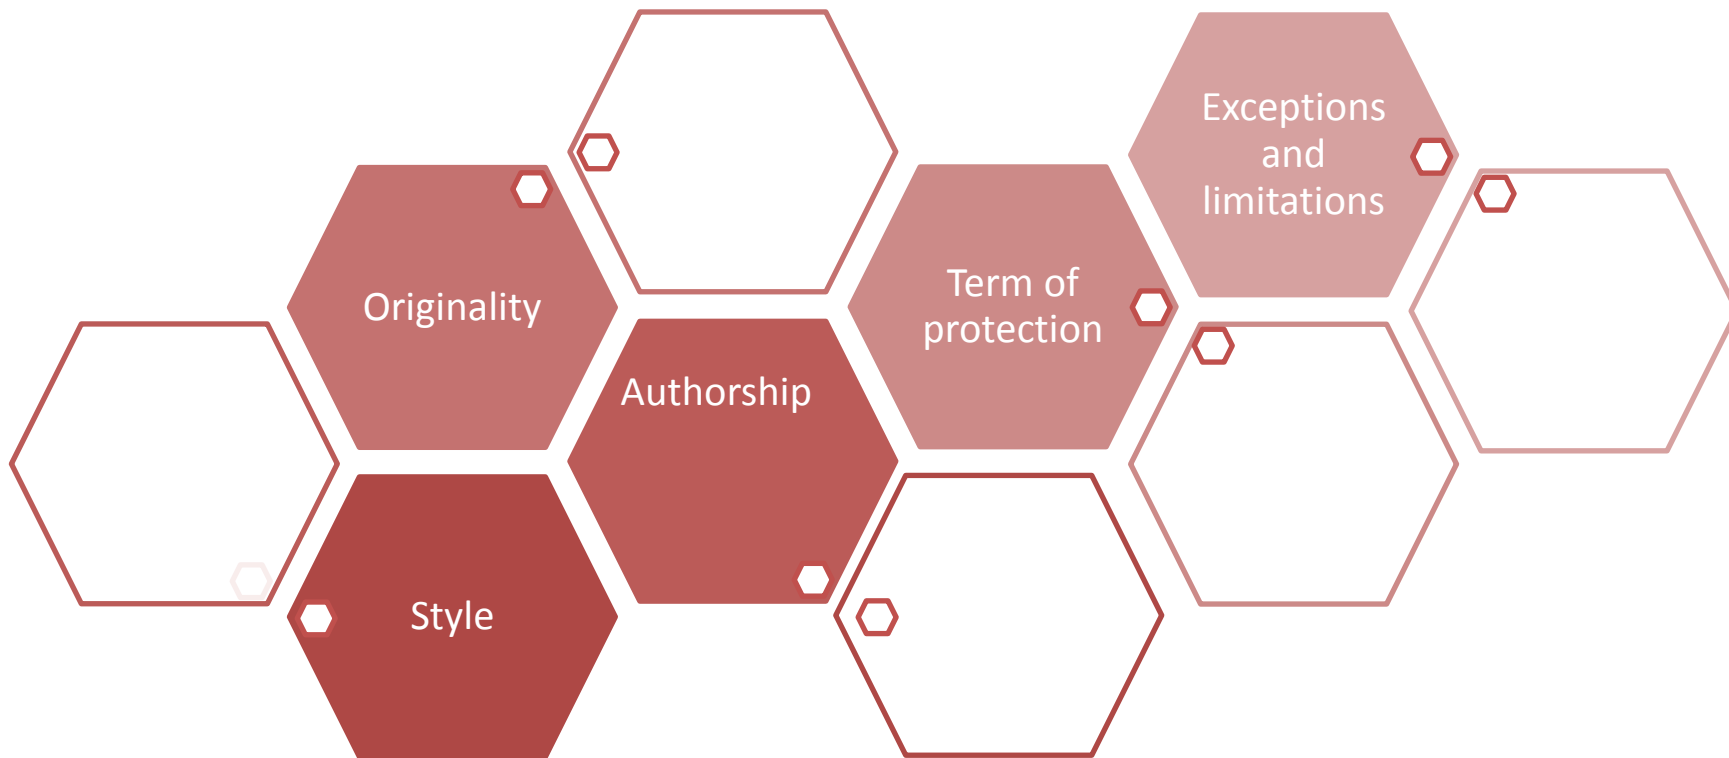 Exceptions
and
limitations
Originality
Term of
protection
Authorship
Style